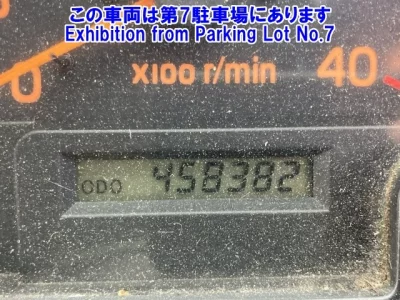 この車両は第7駐車場にあります
Exhibition from Parking Lot No.7
0 x100 r/min 40
ODO 458382